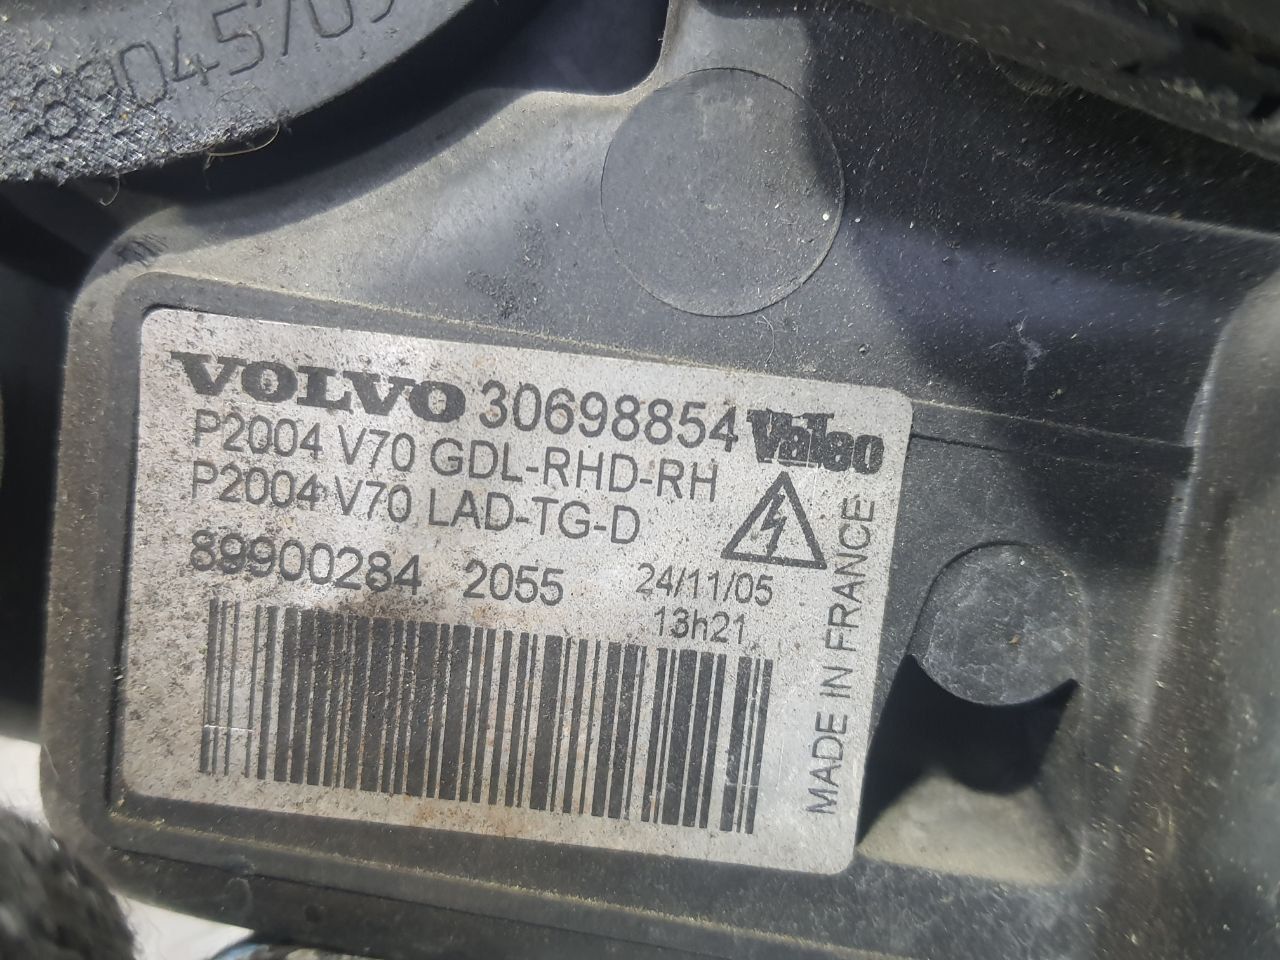 VOLVO 30698854 Valeo
P2004 V70 GDL-RHD-RH
P2004 V70 LAD-TG-D
89900284 2055 24/11/05
13h21
MADE IN FRANCE